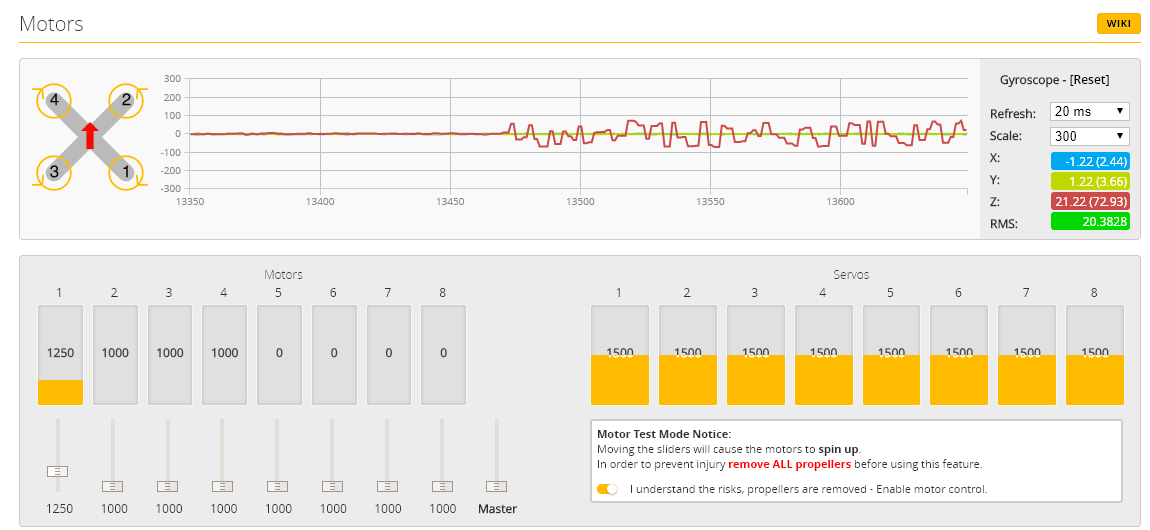 Motors
WIKI
4 2
3 1
300
200
100
0
-100
-200
-300
13350 13400 13450 13500 13550 13600
Gyroscope - [Reset]
Refresh: 20 ms
Scale: 300
X: -1.22 (2.44)
Y: 1.22 (3.66)
Z: 21.22 (72.93)
RMS: 20.3828
Motors
1 2 3 4 5 6 7 8
1250 1000 1000 1000 0 0 0 0
1250 1000 1000 1000 1000 1000 1000 1000 Master
Servos
1 2 3 4 5 6 7 8
1500 1500 1500 1500 1500 1500 1500 1500
Motor Test Mode Notice:
Moving the sliders will cause the motors to spin up.
In order to prevent injury remove ALL propellers before using this feature.
I understand the risks, propellers are removed - Enable motor control.